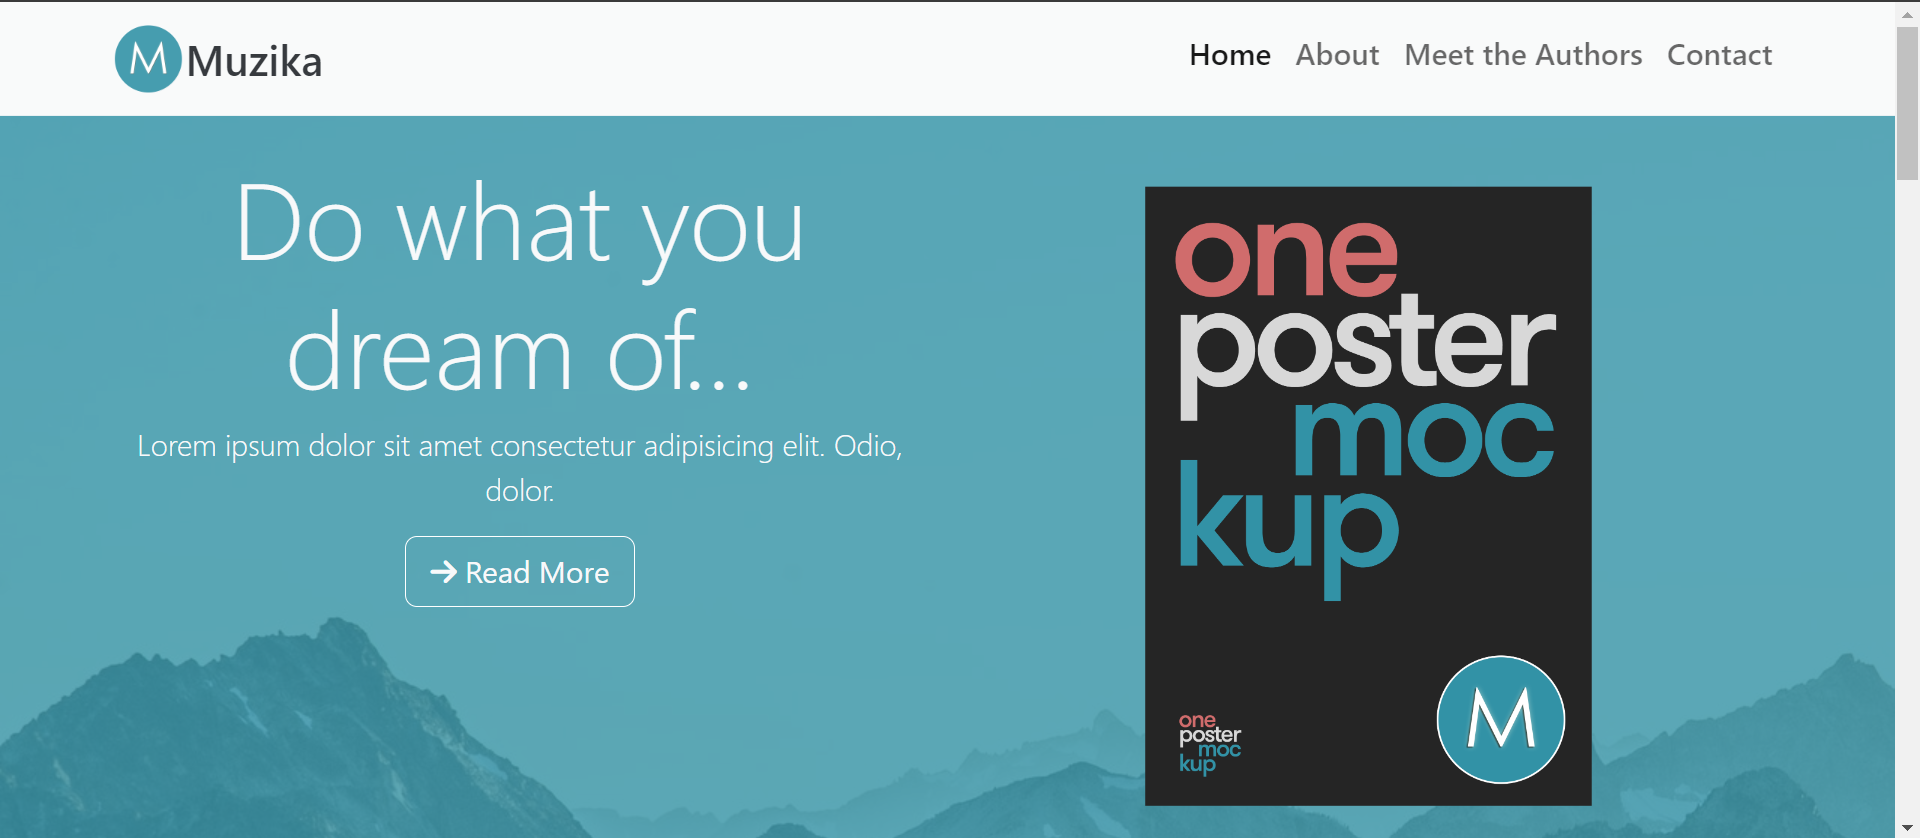 M Muzika
Home About Meet the Authors Contact
Do what you
dream of...
Lorem ipsum dolor sit amet consectetur adipisicing elit. Odio,
dolor.
Read More
one
poster
moc
kup
one
poster
moc
kup
M